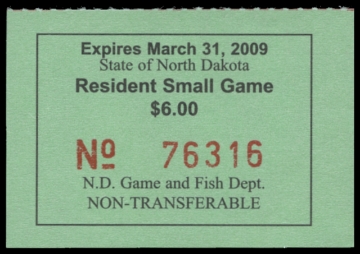 Expires March 31, 2009
State of North Dakota
Resident Small Game
$6.00
Nº 76316
N.D. Game and Fish Dept.
NON-TRANSFERABLE